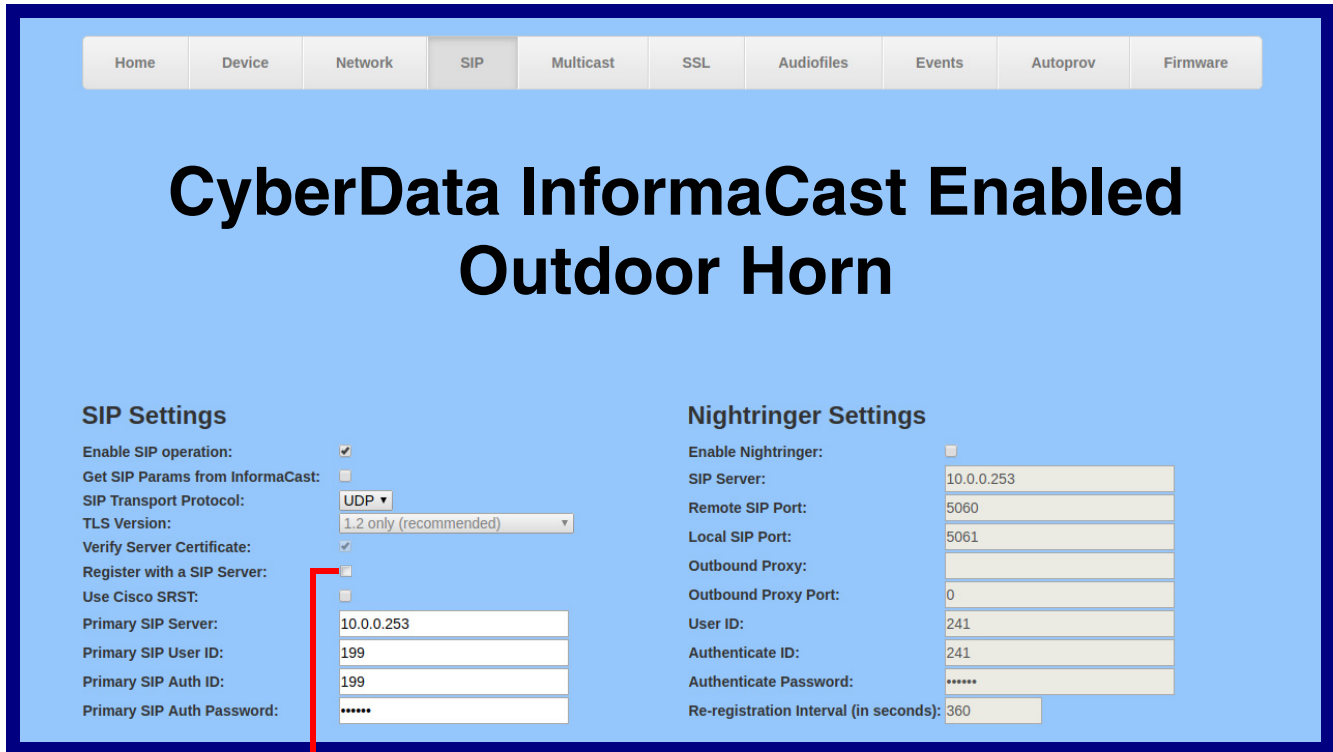 Home Device Network SIP Multicast SSL Audiofiles Events Autoprov Firmware
CyberData InformaCast Enabled
Outdoor Horn
SIP Settings
Enable SIP operation:
Get SIP Params from InformaCast:
SIP Transport Protocol: UDP
TLS Version: 1.2 only (recommended)
Verify Server Certificate:
Register with a SIP Server:
Use Cisco SRST:
Primary SIP Server: 10.0.0.253
Primary SIP User ID: 199
Primary SIP Auth ID: 199
Primary SIP Auth Password: ••••••
Nightringer Settings
Enable Nightringer:
SIP Server: 10.0.0.253
Remote SIP Port: 5060
Local SIP Port: 5061
Outbound Proxy:
Outbound Proxy Port: 0
User ID: 241
Authenticate ID: 241
Authenticate Password: ••••••
Re-registration Interval (in seconds): 360